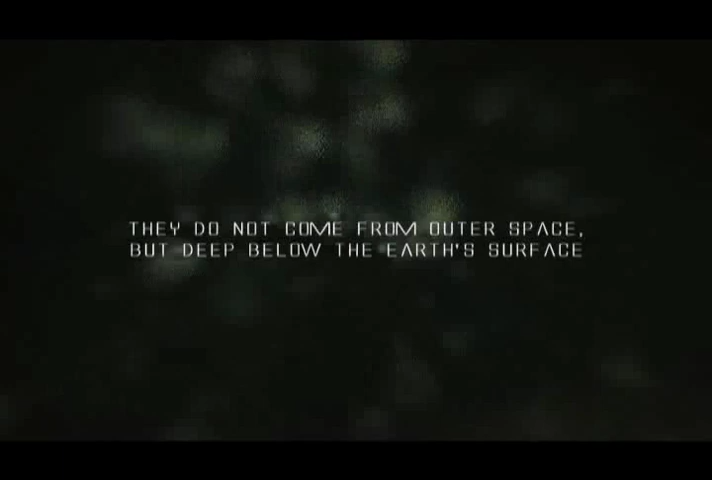 THEY DO NOT COME FROM OUTER SPACE,
BUT DEEP BELOW THE EARTH'S SURFACE